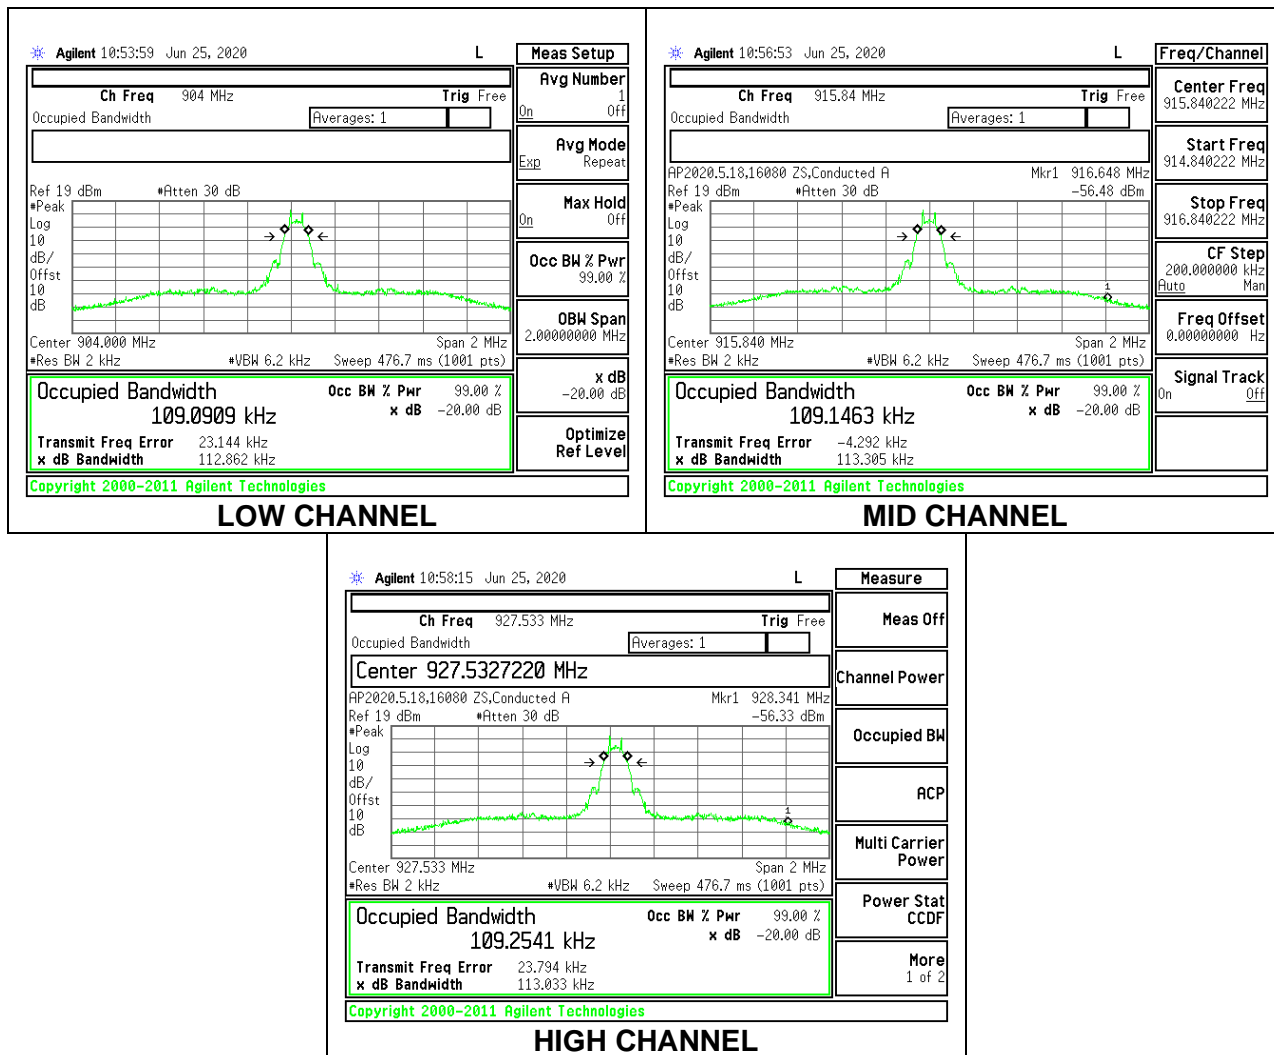 Agilent 10:53:59 Jun 25, 2020 L Meas Setup
Ch Freq 904 MHz Trig Free
Occupied Bandwidth Averages: 1
Ref 19 dBm #Atten 30 dB
#Peak
Log
10
dB/
Offst
10
dB
Center 904.000 MHz Span 2 MHz
#Res BW 2 kHz #VBW 6.2 kHz Sweep 476.7 ms (1001 pts)
Occupied Bandwidth Occ BW % Pwr 99.00 %
109.0909 kHz x dB -20.00 dB
Transmit Freq Error 23.144 kHz
x dB Bandwidth 112.862 kHz
Copyright 2000-2011 Agilent Technologies
Avg Number
1
On Off
Avg Mode
Exp Repeat
Max Hold
On Off
Occ BW % Pwr
99.00 %
OBW Span
2.00000000 MHz
x dB
-20.00 dB
Optimize
Ref Level
LOW CHANNEL
Agilent 10:56:53 Jun 25, 2020 L Freq/Channel
Ch Freq 915.84 MHz Trig Free
Occupied Bandwidth Averages: 1
AP2020.5.18,16080 ZS,Conducted A Mkr1 916.648 MHz
Ref 19 dBm #Atten 30 dB -56.48 dBm
#Peak
Log
10
dB/
Offst
10
dB
1
Center 915.840 MHz Span 2 MHz
#Res BW 2 kHz #VBW 6.2 kHz Sweep 476.7 ms (1001 pts)
Occupied Bandwidth Occ BW % Pwr 99.00 %
109.1463 kHz x dB -20.00 dB
Transmit Freq Error -4.292 kHz
x dB Bandwidth 113.305 kHz
Copyright 2000-2011 Agilent Technologies
Center Freq
915.840222 MHz
Start Freq
914.840222 MHz
Stop Freq
916.840222 MHz
CF Step
200.000000 kHz
Auto Man
Freq Offset
0.00000000 Hz
Signal Track
On Off
MID CHANNEL
Agilent 10:58:15 Jun 25, 2020 L Measure
Ch Freq 927.533 MHz Trig Free
Occupied Bandwidth Averages: 1
Center 927.5327220 MHz
AP2020.5.18,16080 ZS,Conducted A Mkr1 928.341 MHz
Ref 19 dBm #Atten 30 dB -56.33 dBm
#Peak
Log
10
dB/
Offst
10
dB
1
Center 927.533 MHz Span 2 MHz
#Res BW 2 kHz #VBW 6.2 kHz Sweep 476.7 ms (1001 pts)
Occupied Bandwidth Occ BW % Pwr 99.00 %
109.2541 kHz x dB -20.00 dB
Transmit Freq Error 23.794 kHz
x dB Bandwidth 113.033 kHz
Copyright 2000-2011 Agilent Technologies
Meas Off
Channel Power
Occupied BW
ACP
Multi Carrier
Power
Power Stat
CCDF
More
1 of 2
HIGH CHANNEL